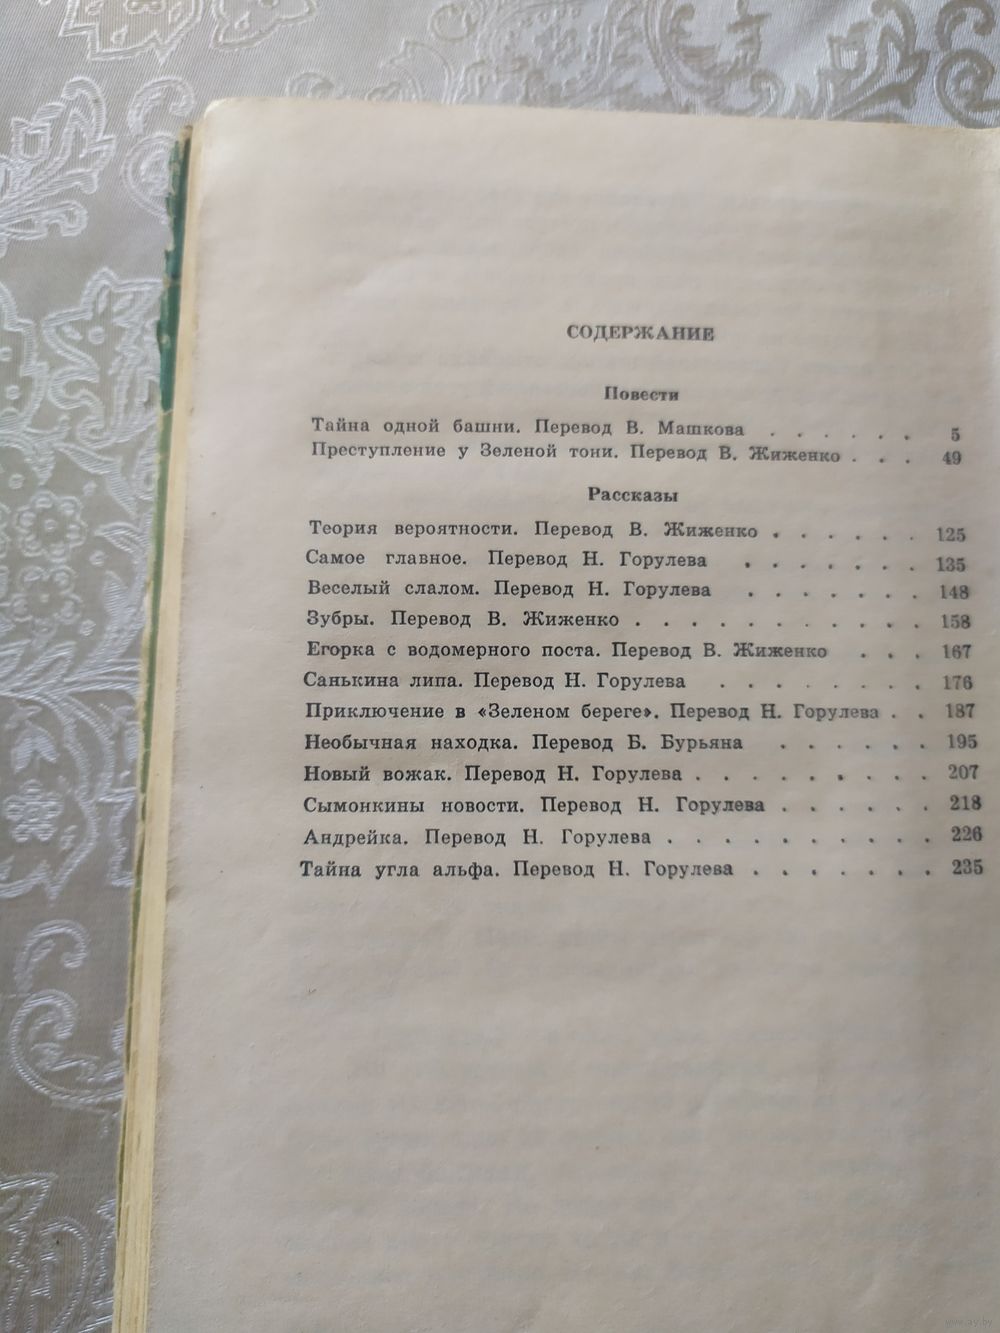 СОДЕРЖАНИЕ
Повести
Тайна одной башни. Перевод В. Машкова . . . . . . 5
Преступление у Зеленой тони. Перевод В. Жиженко . . . 49
Рассказы
Теория вероятности. Перевод В. Жиженко . . . . . . 125
Самое главное. Перевод Н. Горулева . . . . . . . 135
Веселый слалом. Перевод Н. Горулева . . . . . . . 148
Зубры. Перевод В. Жиженко . . . . . . . . . . . 158
Егорка с водомерного поста. Перевод В. Жиженко . . . 167
Санькина липа. Перевод Н. Горулева . . . . . . . . 176
Приключение в «Зеленом береге». Перевод Н. Горулева . . 187
Необычная находка. Перевод Б. Бурьяна . . . . . . 195
Новый вожак. Перевод Н. Горулева . . . . . . . . . 207
Сымонкины новости. Перевод Н. Горулева . . . . . . 218
Андрейка. Перевод Н. Горулева . . . . . . . . . . 226
Тайна угла альфа. Перевод Н. Горулева . . . . . . . 235
www.ay.by